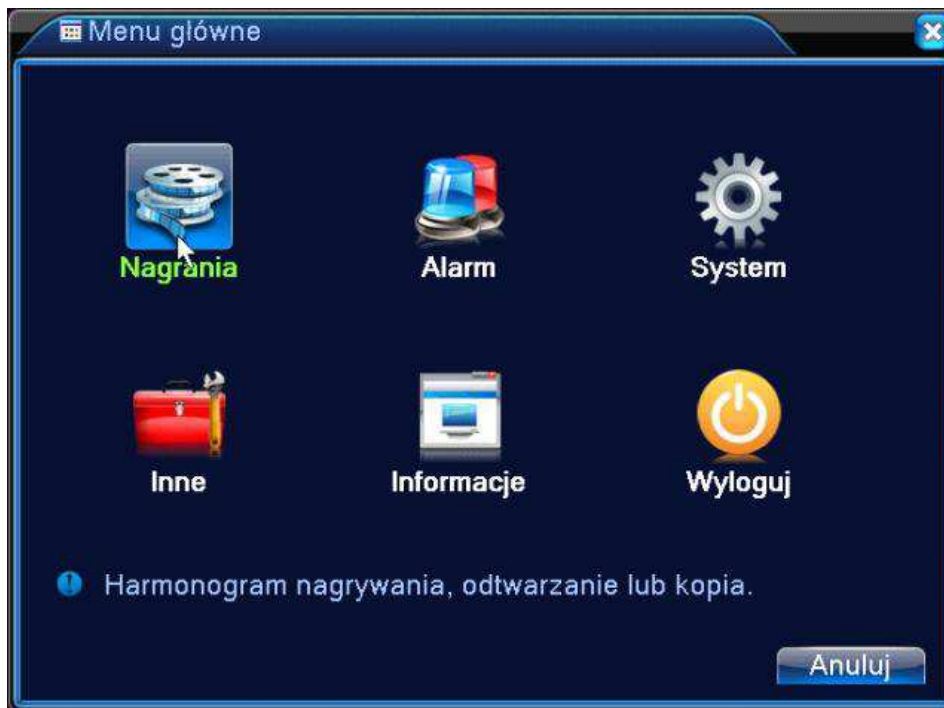 Menu główne
Nagrania Alarm System
Inne Informacje Wyloguj
Harmonogram nagrywania, odtwarzanie lub kopia.
Anuluj